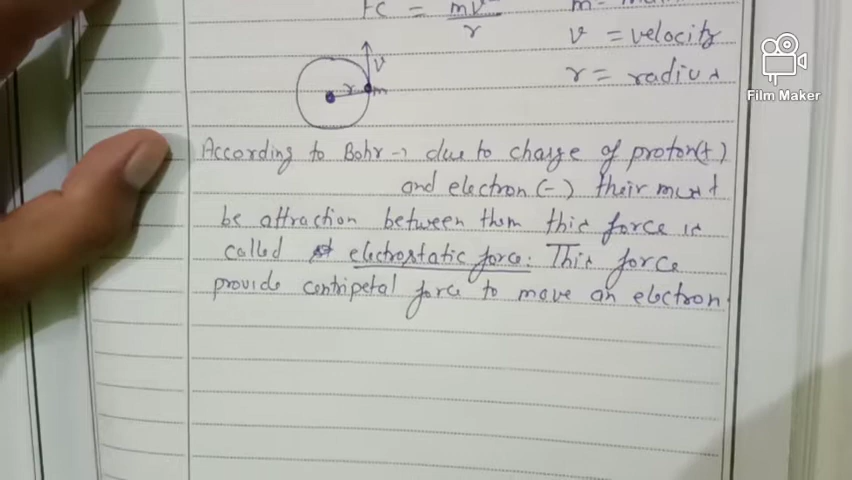 Fc = mv
r
v = velocity
r = radius
v
r m
According to Bohr → due to charge of proton(+)
and electron (-) their must
be attraction between them this force is
called electrostatic force. This force
provide centripetal force to move an electron.
Film Maker